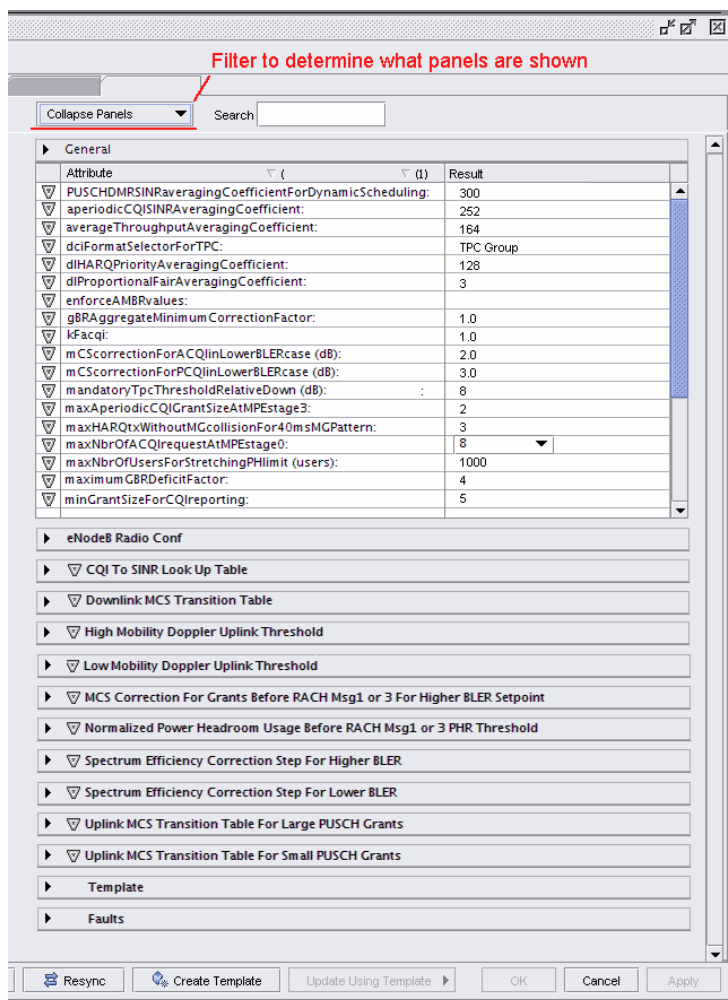 Filter to determine what panels are shown
Collapse Panels
Search
General
Attribute ( (1) Result
PUSCHDMRSINRaveragingCoefficientForDynamicScheduling: 300
aperiodicCQISINRAveragingCoefficient: 252
averageThroughputAveragingCoefficient: 164
dciFormatSelectorForTPC: TPC Group
dlHARQPriorityAveragingCoefficient: 128
dlProportionalFairAveragingCoefficient: 3
enforceAMBRvalues:
gBRAggregateMinimumCorrectionFactor: 1.0
kFacqi: 1.0
mCScorrectionForACQIinLowerBLERcase (dB): 2.0
mCScorrectionForPCQIinLowerBLERcase (dB): 3.0
mandatoryTpcThresholdRelativeDown (dB): : 8
maxAperiodicCQIGrantSizeAtMPEstage3: 2
maxHARQtxWithoutMGcollisionFor40msMGPattern: 3
maxNbrOfACQIrequestAtMPEstage0: 8
maxNbrOfUsersForStretchingPHlimit (users): 1000
maximumGBRDeficitFactor: 4
minGrantSizeForCQIreporting: 5
eNodeB Radio Conf
CQI To SINR Look Up Table
Downlink MCS Transition Table
High Mobility Doppler Uplink Threshold
Low Mobility Doppler Uplink Threshold
MCS Correction For Grants Before RACH Msg1 or 3 For Higher BLER Setpoint
Normalized Power Headroom Usage Before RACH Msg1 or 3 PHR Threshold
Spectrum Efficiency Correction Step For Higher BLER
Spectrum Efficiency Correction Step For Lower BLER
Uplink MCS Transition Table For Large PUSCH Grants
Uplink MCS Transition Table For Small PUSCH Grants
Template
Faults
Resync Create Template Update Using Template OK Cancel Apply